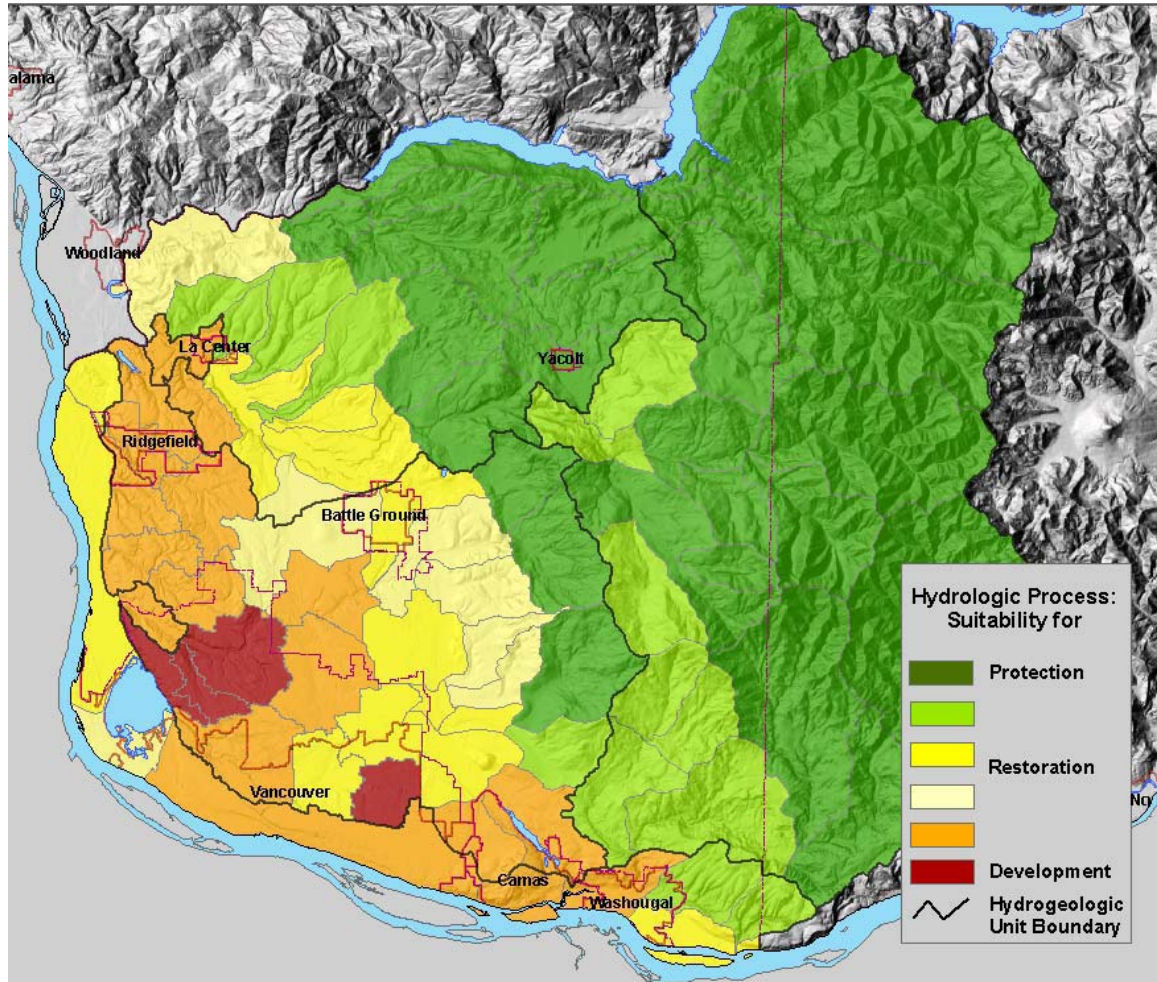 alama
Woodland
La Center
Yacolt
Ridgefield
Battle Ground
Vancouver
Camas
Washougal
No
Hydrologic Process:
Suitability for
Protection
Restoration
Development
Hydrogeologic
Unit Boundary